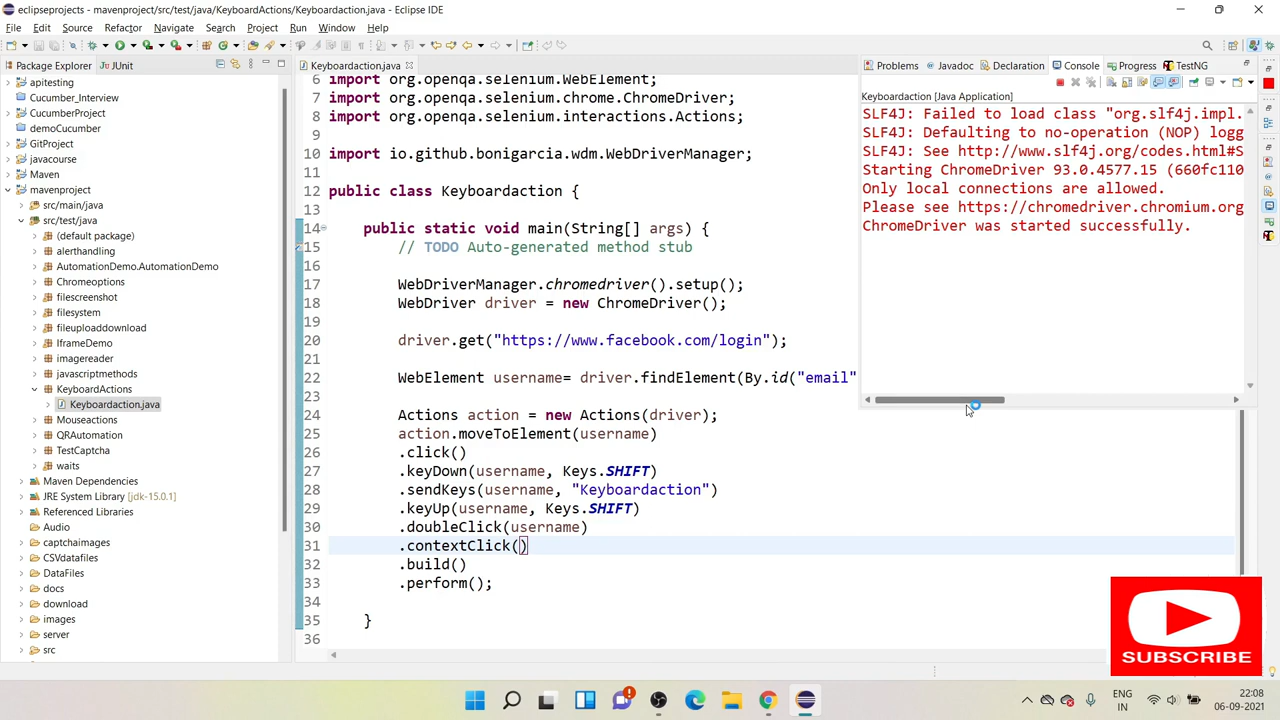 eclipseprojects - mavenproject/src/test/java/KeyboardActions/Keyboardaction.java - Eclipse IDE
File Edit Source Refactor Navigate Search Project Run Window Help
Package Explorer JUnit
Keyboardaction.java
Problems Javadoc Declaration Console Progress TestNG
apitesting
Cucumber_Interview
CucumberProject
demoCucumber
GitProject
javacourse
Maven
mavenproject
src/main/java
src/test/java
(default package)
alerthandling
AutomationDemo.AutomationDemo
Chromeoptions
filescreenshot
filesystem
fileuploaddownload
IframeDemo
imagereader
javascriptmethods
KeyboardActions
Keyboardaction.java
Mouseactions
QRAutomation
TestCaptcha
waits
Maven Dependencies
JRE System Library [jdk-15.0.1]
Referenced Libraries
Audio
captchaimages
CSVdatafiles
DataFiles
docs
download
images
server
src
6 import org.openqa.selenium.WebElement;
7 import org.openqa.selenium.chrome.ChromeDriver;
8 import org.openqa.selenium.interactions.Actions;
9
10 import io.github.bonigarcia.wdm.WebDriverManager;
11
12 public class Keyboardaction {
13
14 public static void main(String[] args) {
15 // TODO Auto-generated method stub
16
17 WebDriverManager.chromedriver().setup();
18 WebDriver driver = new ChromeDriver();
19
20 driver.get("https://www.facebook.com/login");
21
22 WebElement username= driver.findElement(By.id("email"
23
24 Actions action = new Actions(driver);
25 action.moveToElement(username)
26 .click()
27 .keyDown(username, Keys.SHIFT)
28 .sendKeys(username, "Keyboardaction")
29 .keyUp(username, Keys.SHIFT)
30 .doubleClick(username)
31 .contextClick()
32 .build()
33 .perform();
34
35 }
36
Keyboardaction [Java Application]
SLF4J: Failed to load class "org.slf4j.impl.
SLF4J: Defaulting to no-operation (NOP) logg
SLF4J: See http://www.slf4j.org/codes.html#S
Starting ChromeDriver 93.0.4577.15 (660fc110
Only local connections are allowed.
Please see https://chromedriver.chromium.org
ChromeDriver was started successfully.
SUBSCRIBE
ENG
IN
22:08
06-09-2021